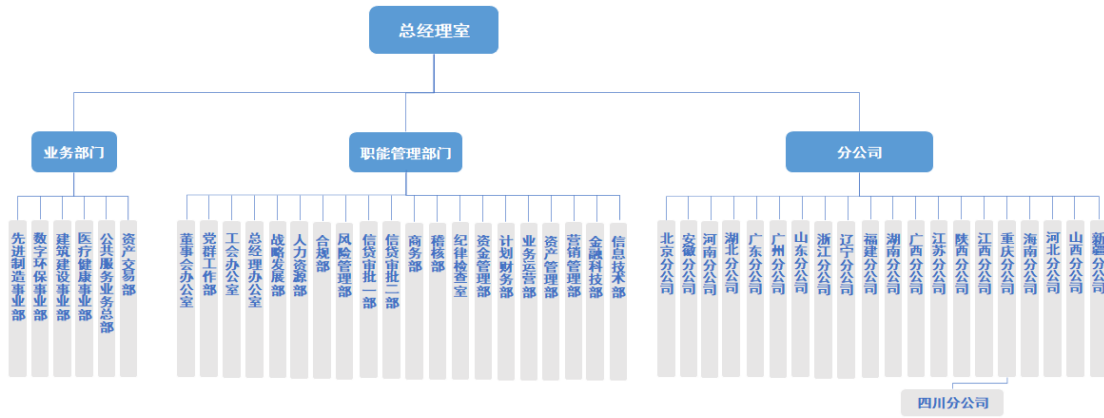 总经理室
业务部门
职能管理部门
分公司
先进制造事业部
数字环保事业部
建筑建设事业部
医疗健康事业部
公共服务业务总部
资产交易部
董事会办公室
党群工作部
工会办公室
总经理办公室
战略发展部
人力资源部
合规部
风险管理部
信贷审批一部
信贷审批二部
商务部
稽核部
纪律检查室
资金管理部
计划财务部
业务运营部
资产管理部
营销管理部
金融科技部
信息技术部
北京分公司
安徽分公司
河南分公司
湖北分公司
广东分公司
广州分公司
山东分公司
浙江分公司
辽宁分公司
福建分公司
湖南分公司
广西分公司
江苏分公司
陕西分公司
江西分公司
重庆分公司
海南分公司
河北分公司
山西分公司
新疆分公司
四川分公司